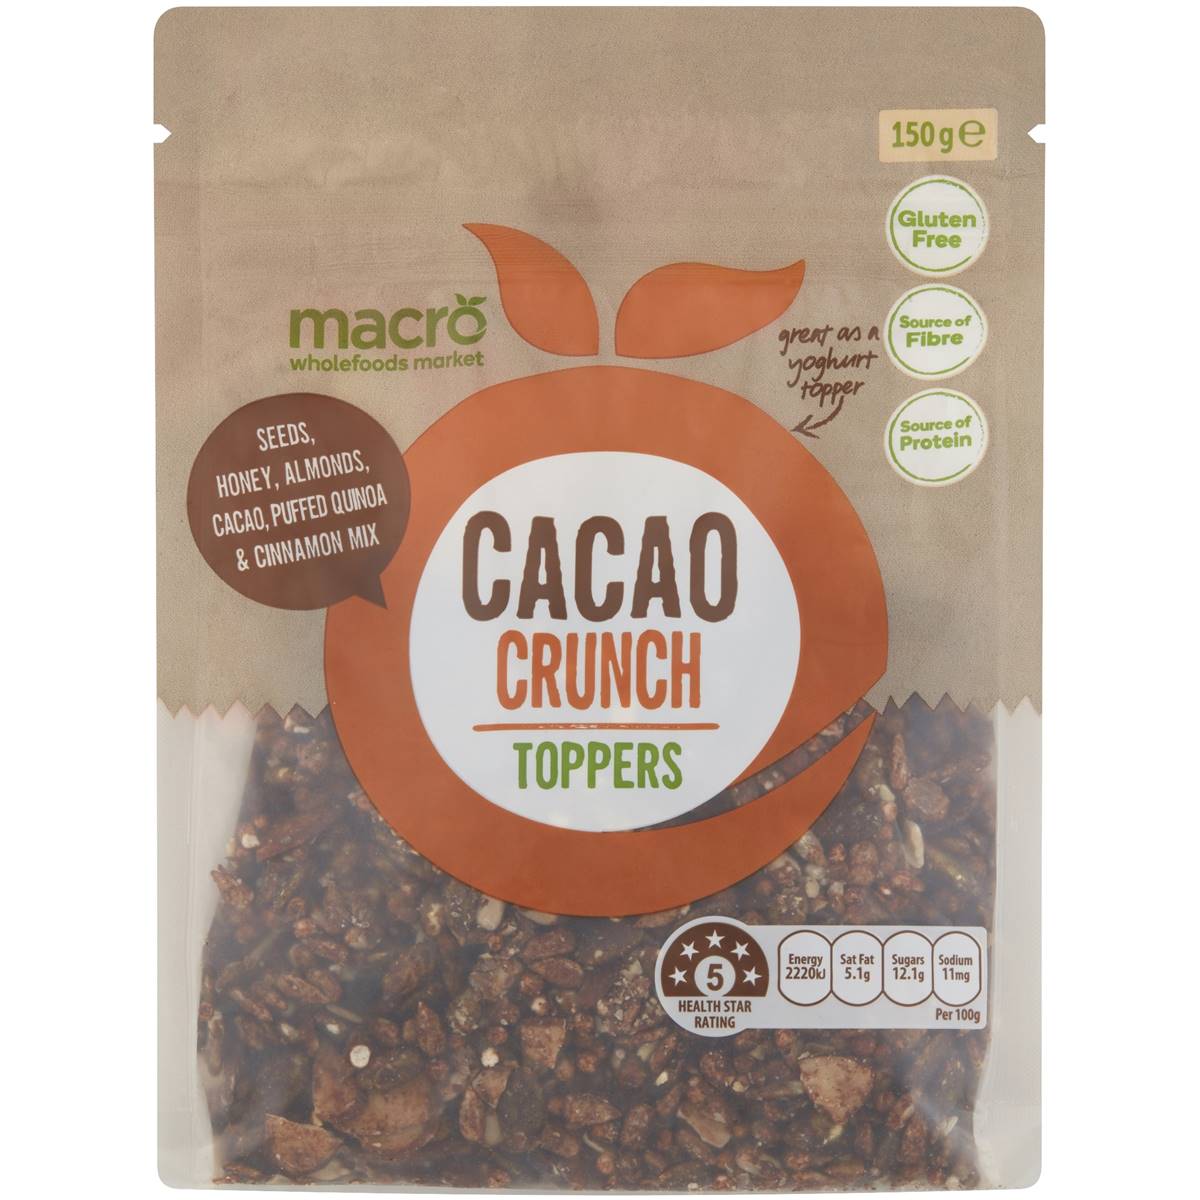 150g℮
Gluten
Free
Source of
Fibre
Source of
Protein
macro
wholefoods market
great as a
yoghurt
topper
SEEDS,
HONEY, ALMONDS,
CACAO, PUFFED QUINOA
& CINNAMON MIX
CACAO
CRUNCH
TOPPERS
5
HEALTH STAR
RATING
Energy
2220kJ
Sat Fat
5.1g
Sugars
12.1g
Sodium
11mg
Per 100g